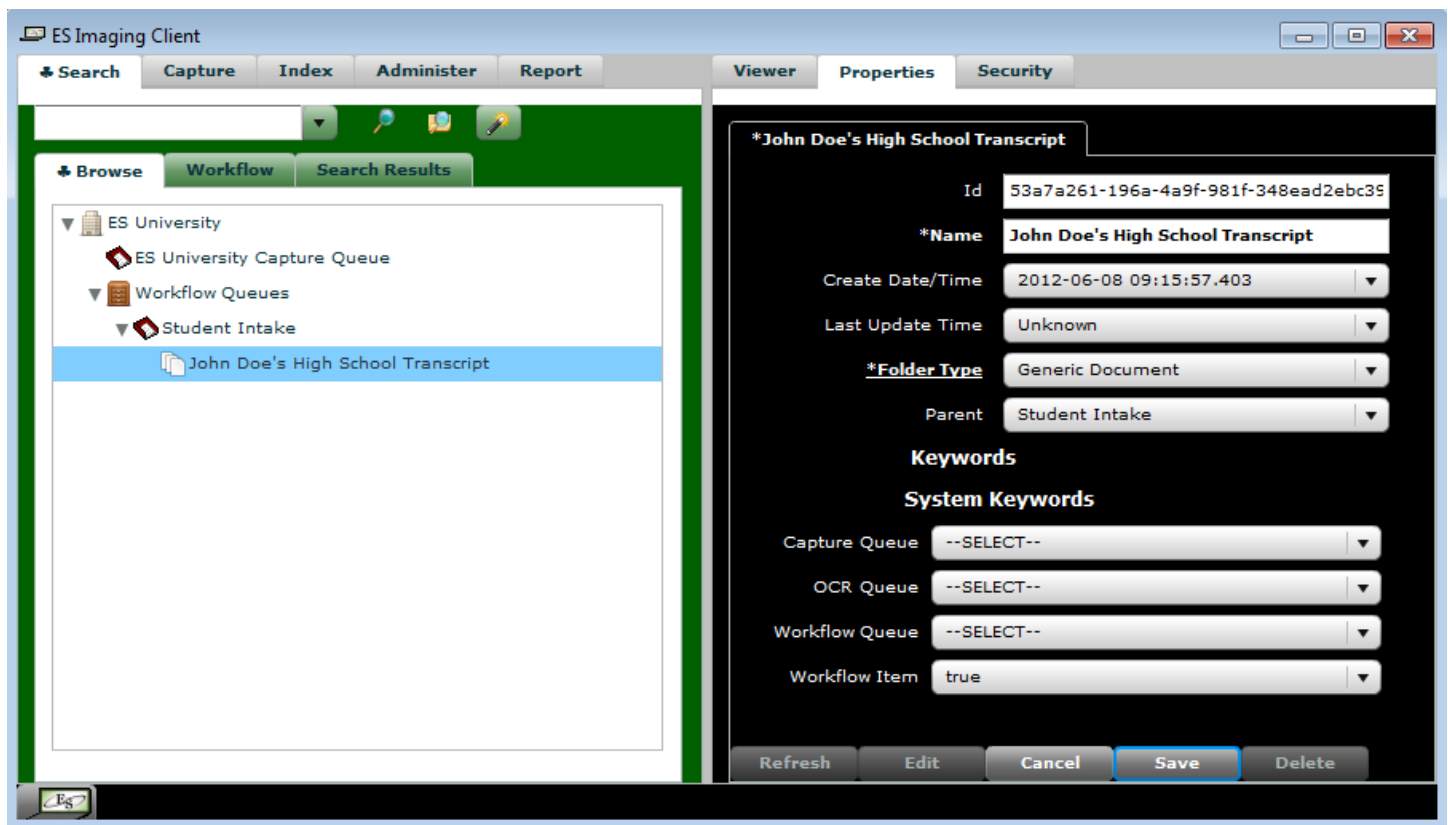 ES Imaging Client
Search Capture Index Administer Report
Browse Workflow Search Results
ES University
ES University Capture Queue
Workflow Queues
Student Intake
John Doe's High School Transcript
Viewer Properties Security
*John Doe's High School Transcript
Id 53a7a261-196a-4a9f-981f-348ead2ebc39
*Name John Doe's High School Transcript
Create Date/Time 2012-06-08 09:15:57.403
Last Update Time Unknown
*Folder Type Generic Document
Parent Student Intake
Keywords
System Keywords
Capture Queue --SELECT--
OCR Queue --SELECT--
Workflow Queue --SELECT--
Workflow Item true
Refresh Edit Cancel Save Delete
ES